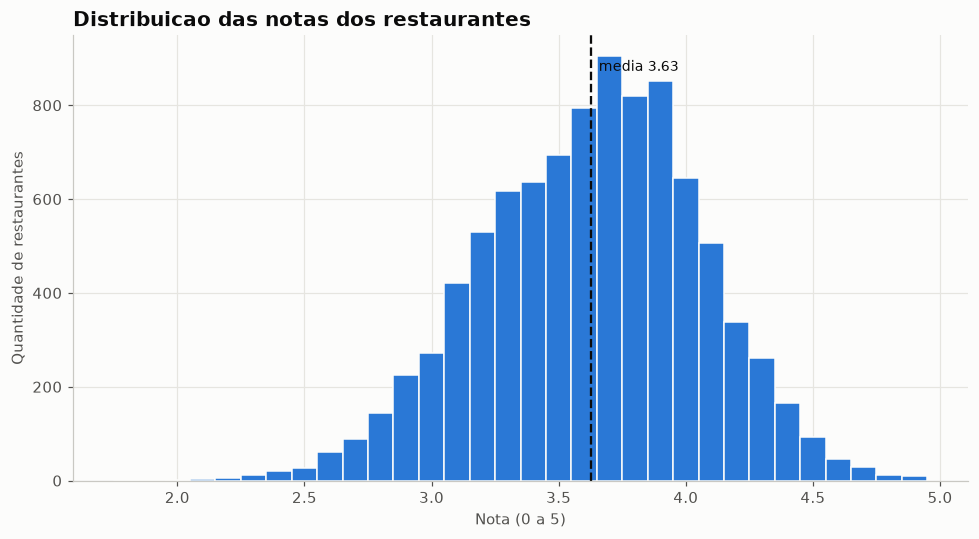 Distribuicao das notas dos restaurantes
media 3.63
Quantidade de restaurantes
800
600
400
200
0
2.0 2.5 3.0 3.5 4.0 4.5 5.0
Nota (0 a 5)